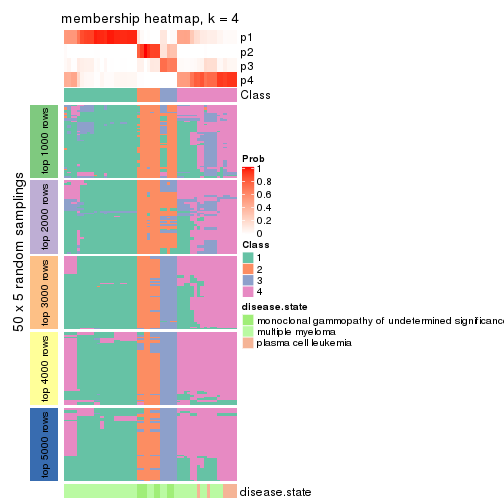 membership heatmap, k = 4
p1
p2
p3
p4
Class
50 x 5 random samplings
top 1000 rows
top 2000 rows
top 3000 rows
top 4000 rows
top 5000 rows
Prob
1
0.8
0.6
0.4
0.2
0
Class
1
2
3
4
disease.state
monoclonal gammopathy of undetermined significance
multiple myeloma
plasma cell leukemia
disease.state